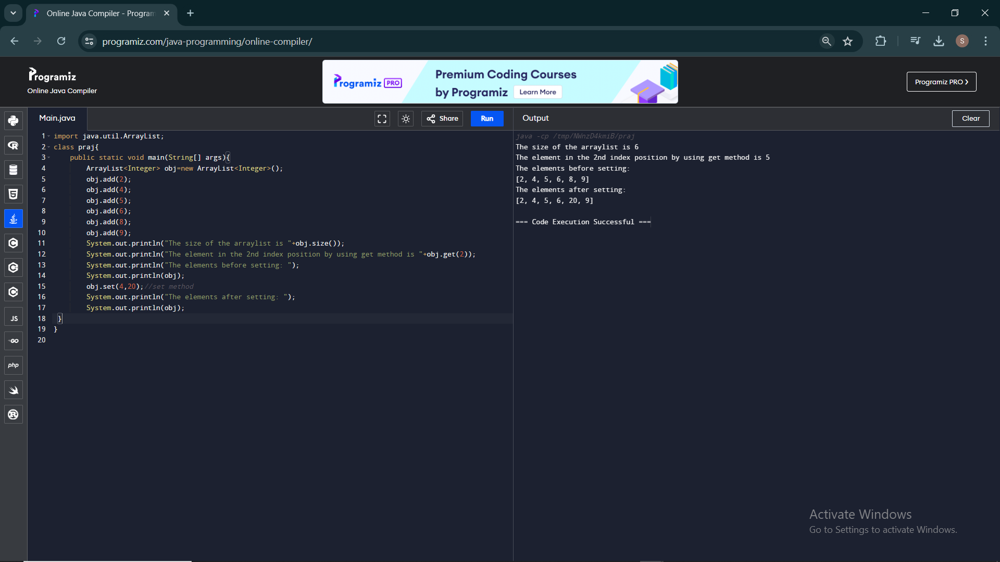 Online Java Compiler - Program
programiz.com/java-programming/online-compiler/
S
Programiz
Online Java Compiler
Programiz PRO
Premium Coding Courses
by Programiz
Learn More
Programiz PRO ❯
Main.java
Share
Run
Output
Clear
1 import java.util.ArrayList;
2 class praj{
3 public static void main(String[] args){
4 ArrayList<Integer> obj=new ArrayList<Integer>();
5 obj.add(2);
6 obj.add(4);
7 obj.add(5);
8 obj.add(6);
9 obj.add(8);
10 obj.add(9);
11 System.out.println("The size of the arraylist is "+obj.size());
12 System.out.println("The element in the 2nd index position by using get method is "+obj.get(2));
13 System.out.println("The elements before setting: ");
14 System.out.println(obj);
15 obj.set(4,20);//set method
16 System.out.println("The elements after setting: ");
17 System.out.println(obj);
18 }
19 }
20
java -cp /tmp/NWnzD4kmiB/praj
The size of the arraylist is 6
The element in the 2nd index position by using get method is 5
The elements before setting:
[2, 4, 5, 6, 8, 9]
The elements after setting:
[2, 4, 5, 6, 20, 9]
=== Code Execution Successful ===
JS
GO
php
Activate Windows
Go to Settings to activate Windows.